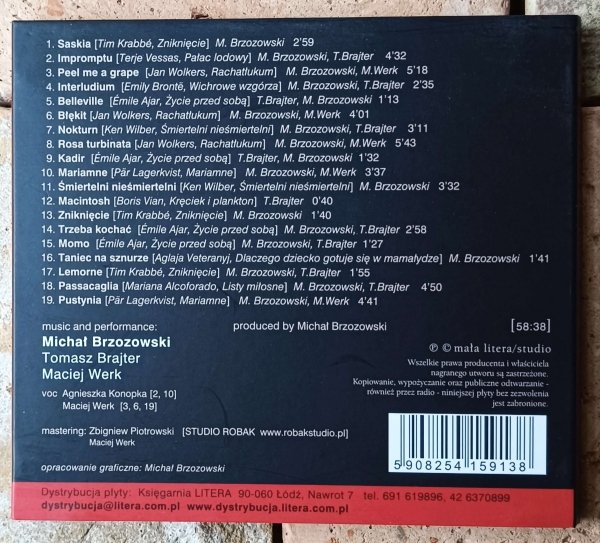 1. Saskia [Tim Krabbé, Zniknięcie] M. Brzozowski 2'59
2. Impromptu [Terje Vessas, Pałac lodowy] M. Brzozowski, T.Brajter 4'32
3. Peel me a grape [Jan Wolkers, Rachatłukum] M. Brzozowski, M.Werk 5'18
4. Interludium [Emily Brontë, Wichrowe wzgórza] M. Brzozowski, T.Brajter 2'35
5. Belleville [Émile Ajar, Życie przed sobą] T.Brajter, M. Brzozowski 1'13
6. Błękit [Jan Wolkers, Rachatłukum] M. Brzozowski, M.Werk 4'01
7. Nokturn [Ken Wilber, Śmiertelni nieśmiertelni] M. Brzozowski, T.Brajter 3'11
8. Rosa turbinata [Jan Wolkers, Rachatłukum] M. Brzozowski, M.Werk 5'43
9. Kadir [Émile Ajar, Życie przed sobą] T.Brajter, M. Brzozowski 1'32
10. Mariamne [Pär Lagerkvist, Mariamne] M. Brzozowski, M.Werk 3'37
11. Śmiertelni nieśmiertelni [Ken Wilber, Śmiertelni nieśmiertelni] M. Brzozowski 3'32
12. Macintosh [Boris Vian, Kręciek i plankton] T.Brajter 0'40
13. Zniknięcie [Tim Krabbé, Zniknięcie] M. Brzozowski 1'40
14. Trzeba kochać [Émile Ajar, Życie przed sobą] M. Brzozowski, T.Brajter 2'58
15. Momo [Émile Ajar, Życie przed sobą] M. Brzozowski, T.Brajter 1'27
16. Taniec na sznurze [Aglaja Veteranyj, Dlaczego dziecko gotuje się w mamałydze] M. Brzozowski 1'41
17. Lemorne [Tim Krabbé, Zniknięcie] M. Brzozowski 1'55
18. Passacaglia [Mariana Alcoforado, Listy miłosne] M. Brzozowski, T.Brajter 4'50
19. Pustynia [Pär Lagerkvist, Mariamne] M. Brzozowski, M.Werk 4'41
music and performance: produced by Michał Brzozowski [58:38]
Michał Brzozowski
Tomasz Brajter
Maciej Werk
voc Agnieszka Konopka [2, 10]
Maciej Werk [3, 6, 19]
mastering: Zbigniew Piotrowski [STUDIO ROBAK www.robakstudio.pl]
Maciej Werk
opracowanie graficzne: Michał Brzozowski
℗ © mała litera/studio
Wszelkie prawa producenta i właściciela
nagranego utworu są zastrzeżone.
Kopiowanie, wypożyczanie oraz publiczne odtwarzanie -
również przez radio - niniejszej płyty bez zezwolenia
jest zabronione.
5 908254 159138
Dystrybucja płyty: Księgarnia LITERA 90-060 Łódź, Nawrot 7 tel. 691 619896, 42 6370899
dystrybucja@litera.com.pl www.dystrybucja.litera.com.pl